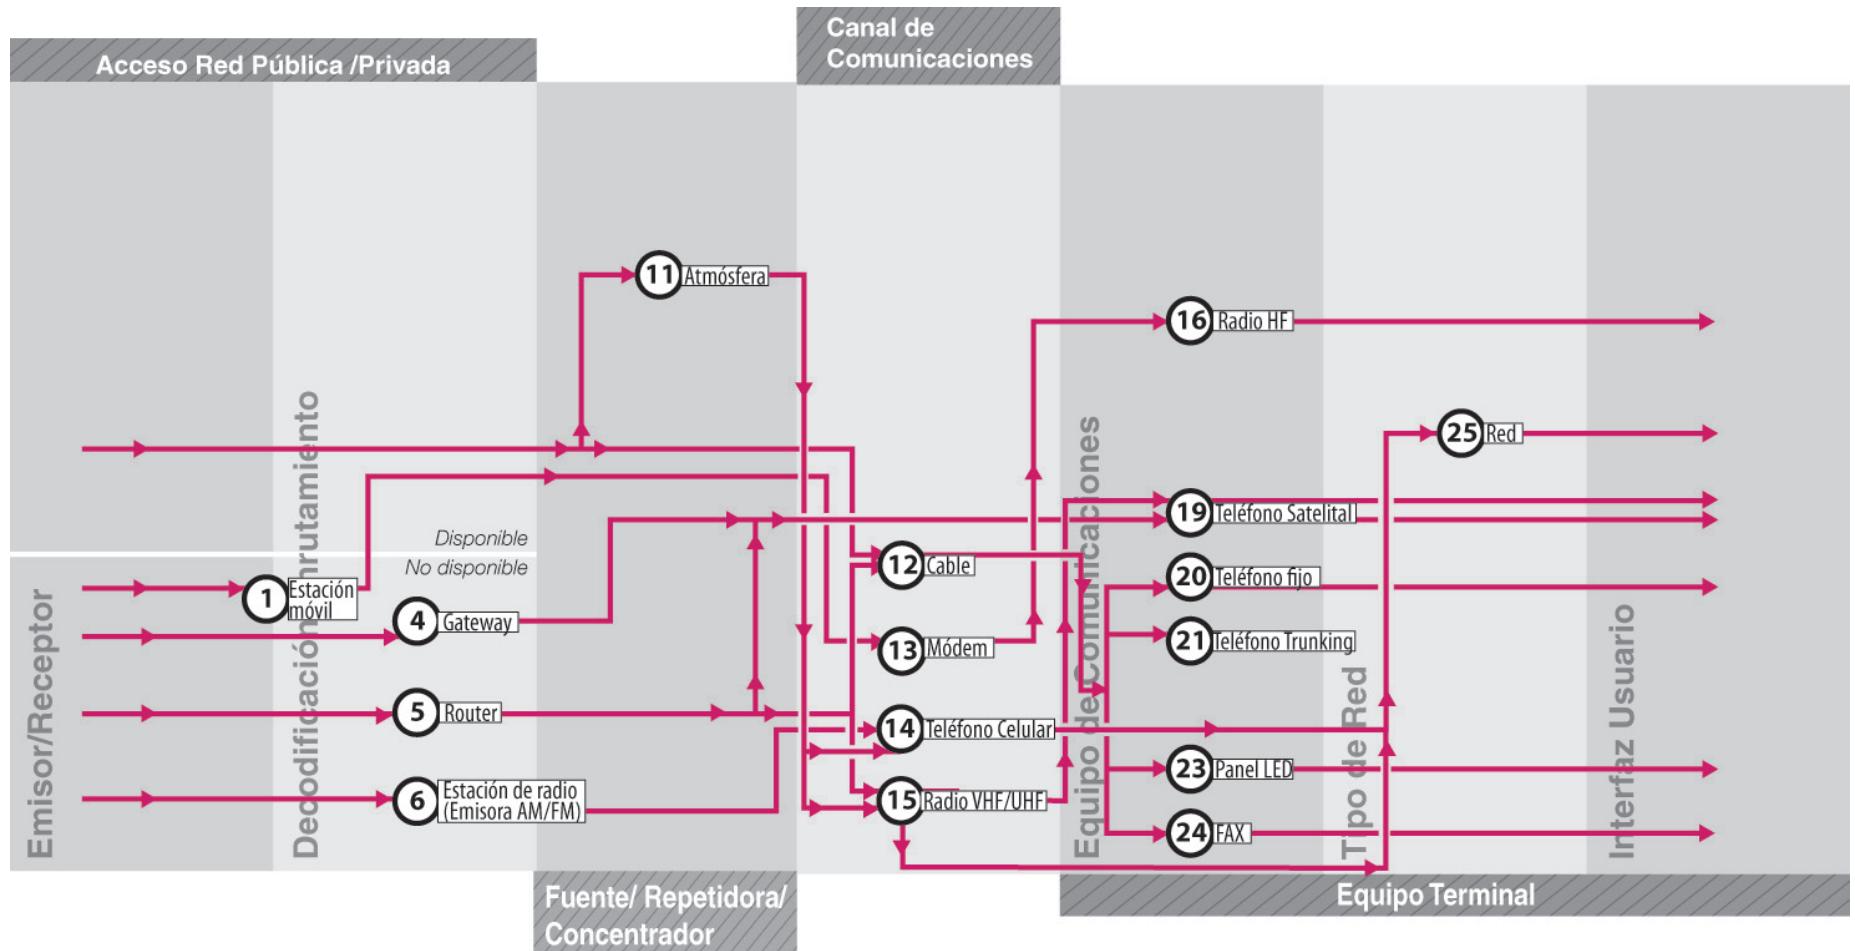 Canal de
Comunicaciones
Acceso Red Pública /Privada
11 Atmósfera
16 Radio HF
25 Red
19 Teléfono Satelital
Disponible
No disponible
12 Cable
20 Teléfono fijo
1 Estación
móvil
4 Gateway
13 Módem
21 Teléfono Trunking
5 Router
14 Teléfono Celular
23 Panel LED
6 Estación de radio
(Emisora AM/FM)
15 Radio VHF/UHF
24 FAX
Emisor/Receptor
Equipo de Comunicaciones
Tipo de Red
Interfaz Usuario
Fuente/ Repetidora/
Concentrador
Equipo Terminal